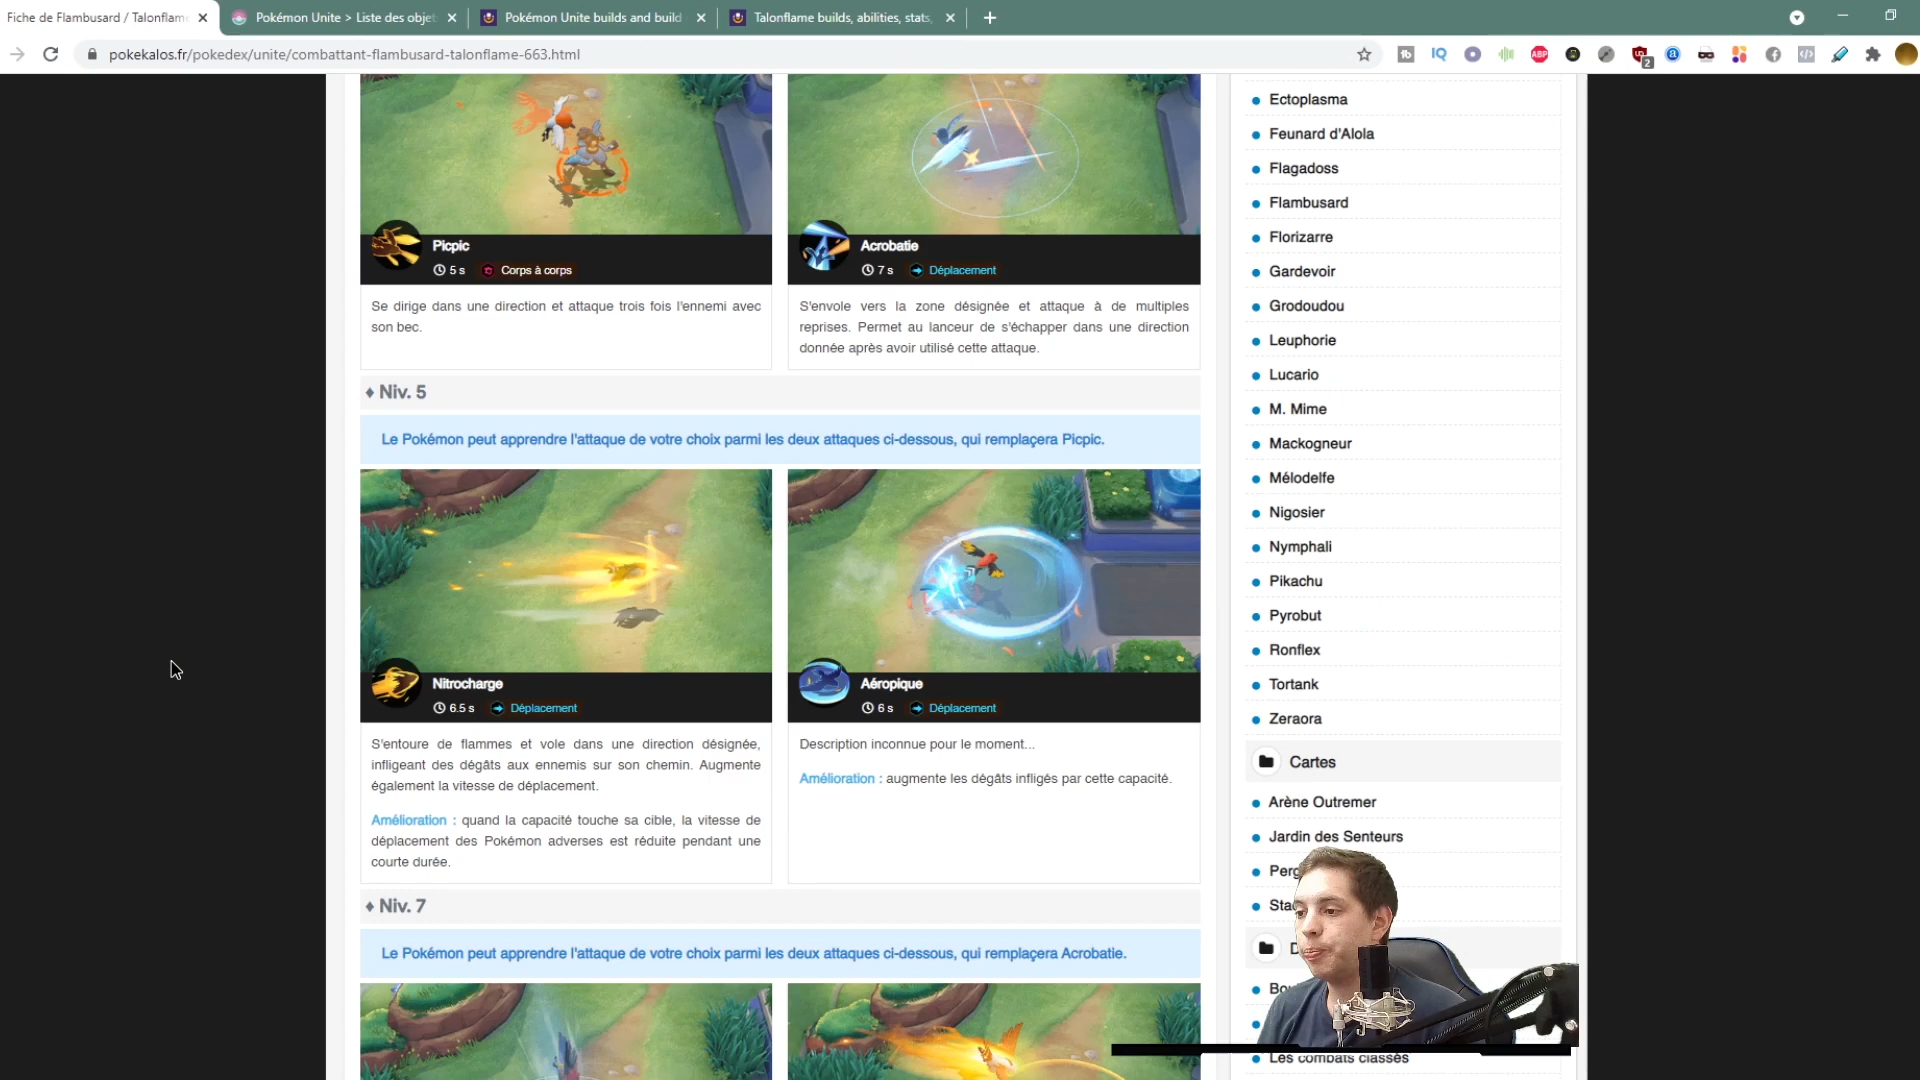 Fiche de Flambusard / Talonflame
Pokémon Unite > Liste des objet
Pokémon Unite builds and build
Talonflame builds, abilities, stats,
pokekalos.fr/pokedex/unite/combattant-flambusard-talonflame-663.html
IQ
ABP
2
Picpic
5 s Corps à corps
Se dirige dans une direction et attaque trois fois l'ennemi avec
son bec.
Acrobatie
7 s Déplacement
S'envole vers la zone désignée et attaque à de multiples
reprises. Permet au lanceur de s'échapper dans une direction
donnée après avoir utilisé cette attaque.
♦ Niv. 5
Le Pokémon peut apprendre l'attaque de votre choix parmi les deux attaques ci-dessous, qui remplaçera Picpic.
Nitrocharge
6.5 s Déplacement
S'entoure de flammes et vole dans une direction désignée,
infligeant des dégâts aux ennemis sur son chemin. Augmente
également la vitesse de déplacement.
Amélioration : quand la capacité touche sa cible, la vitesse de
déplacement des Pokémon adverses est réduite pendant une
courte durée.
Aéropique
6 s Déplacement
Description inconnue pour le moment...
Amélioration : augmente les dégâts infligés par cette capacité.
♦ Niv. 7
Le Pokémon peut apprendre l'attaque de votre choix parmi les deux attaques ci-dessous, qui remplaçera Acrobatie.
Ectoplasma
Feunard d'Alola
Flagadoss
Flambusard
Florizarre
Gardevoir
Grodoudou
Leuphorie
Lucario
M. Mime
Mackogneur
Mélodelfe
Nigosier
Nymphali
Pikachu
Pyrobut
Ronflex
Tortank
Zeraora
Cartes
Arène Outremer
Jardin des Senteurs
Les combats classés